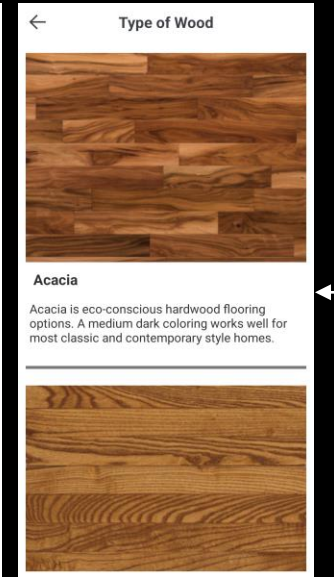 Type of Wood
Acacia
Acacia is eco-conscious hardwood flooring
options. A medium dark coloring works well for
most classic and contemporary style homes.